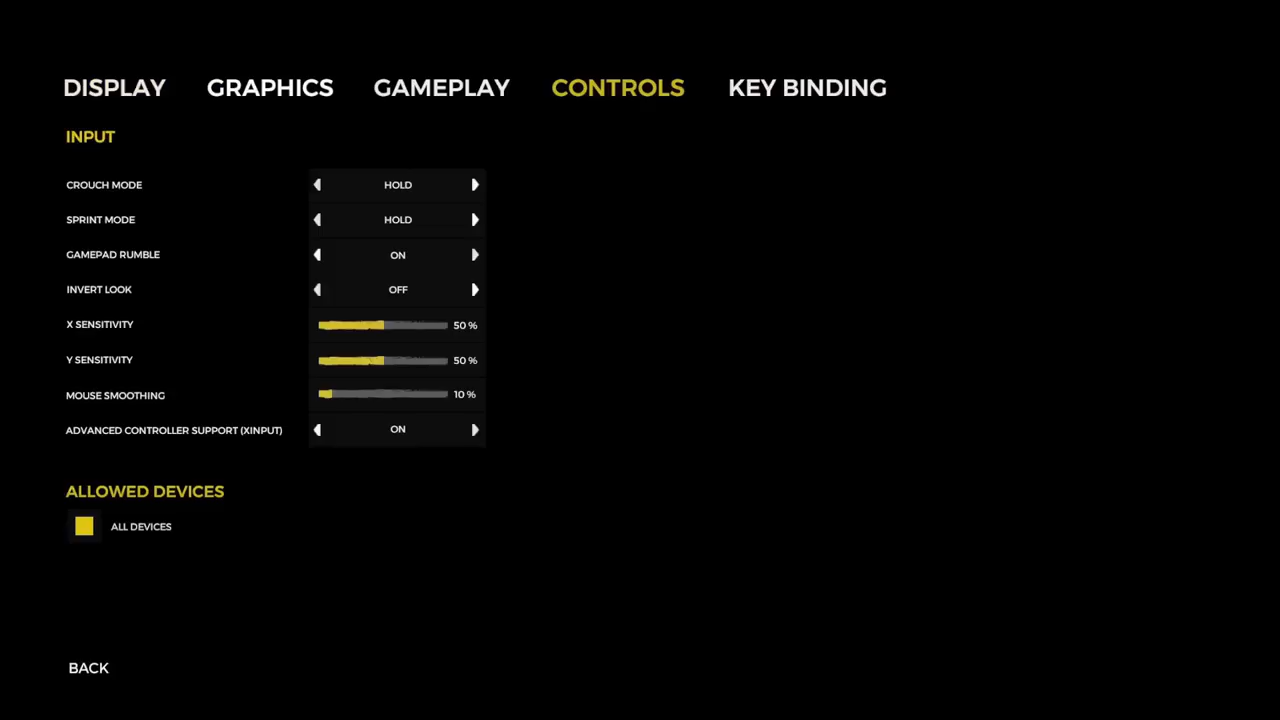 DISPLAY GRAPHICS GAMEPLAY CONTROLS KEY BINDING
INPUT
CROUCH MODE HOLD
SPRINT MODE HOLD
GAMEPAD RUMBLE ON
INVERT LOOK OFF
X SENSITIVITY 50 %
Y SENSITIVITY 50 %
MOUSE SMOOTHING 10 %
ADVANCED CONTROLLER SUPPORT (XINPUT) ON
ALLOWED DEVICES
ALL DEVICES
BACK